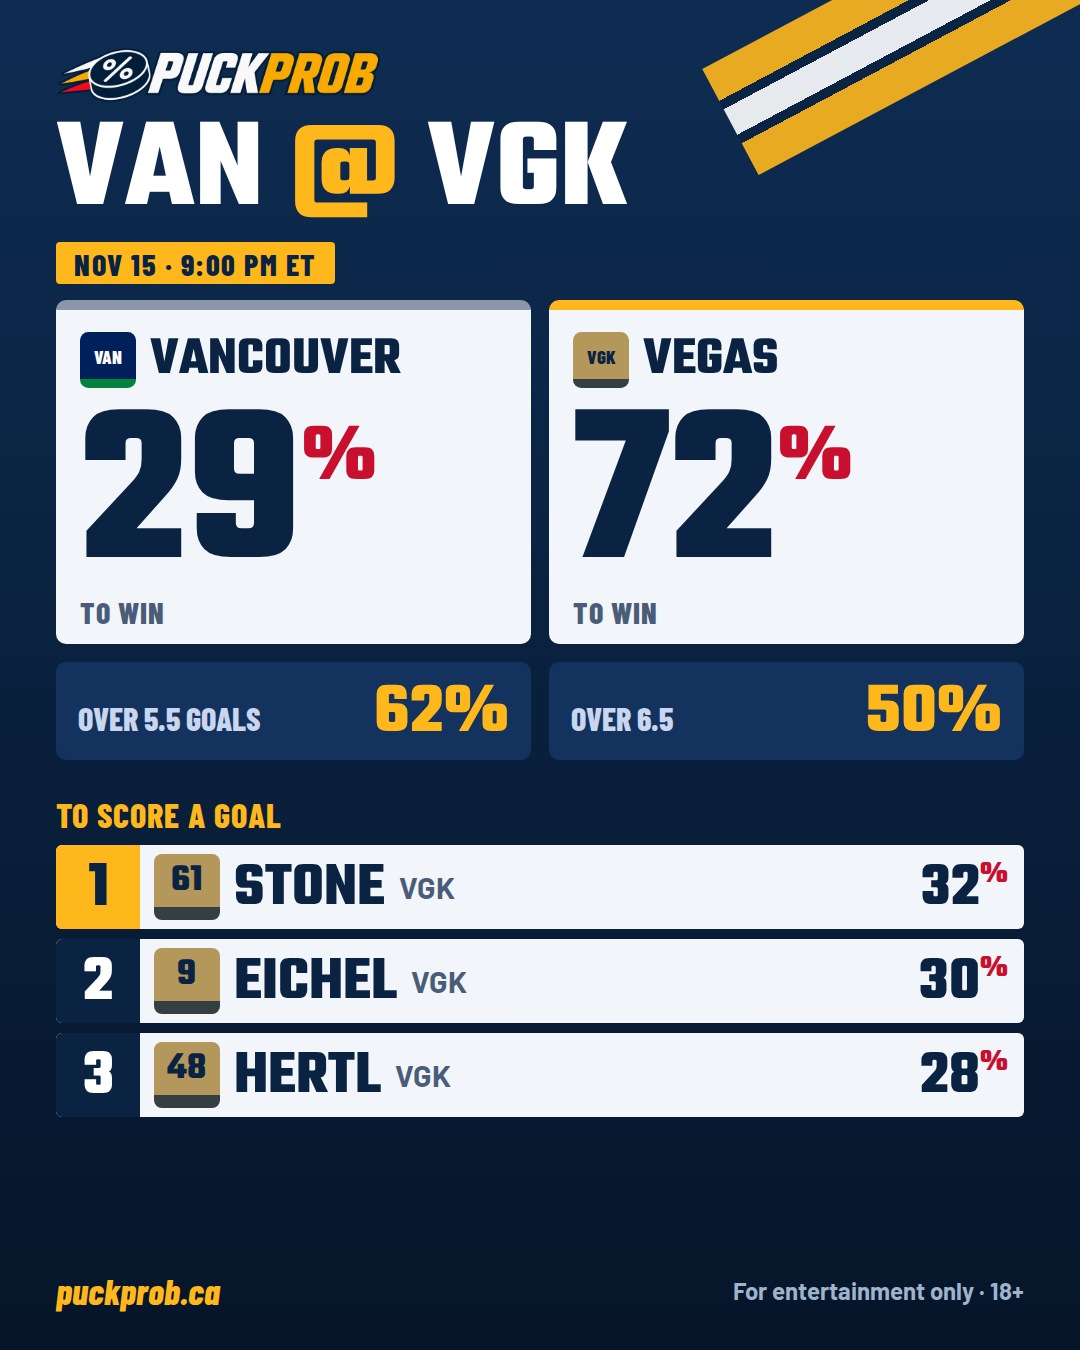 % PUCKPROB
VAN @ VGK
NOV 15 · 9:00 PM ET
VAN VANCOUVER
29%
TO WIN
VGK VEGAS
72%
TO WIN
OVER 5.5 GOALS 62%
OVER 6.5 50%
TO SCORE A GOAL
1 61 STONE VGK 32%
2 9 EICHEL VGK 30%
3 48 HERTL VGK 28%
puckprob.ca
For entertainment only · 18+